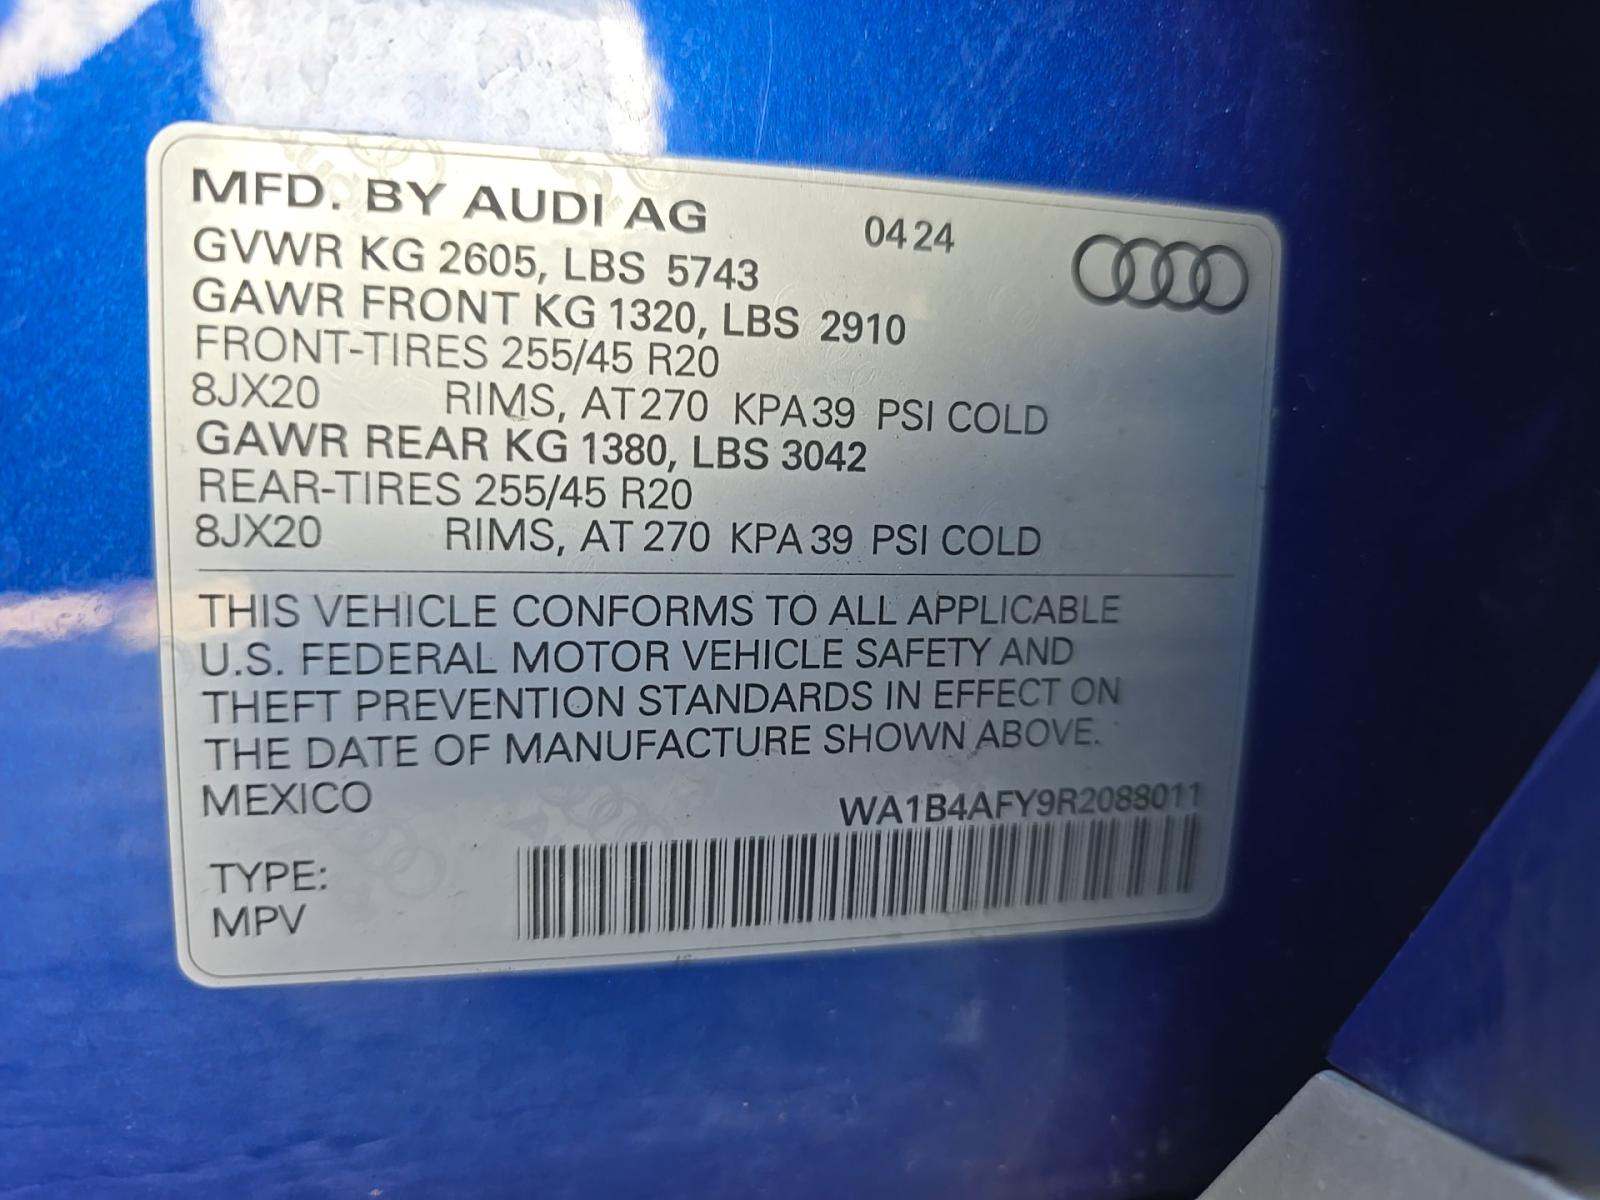 MFD. BY AUDI AG 0424
GVWR KG 2605, LBS 5743
GAWR FRONT KG 1320, LBS 2910
FRONT-TIRES 255/45 R20
8JX20 RIMS, AT 270 KPA 39 PSI COLD
GAWR REAR KG 1380, LBS 3042
REAR-TIRES 255/45 R20
8JX20 RIMS, AT 270 KPA 39 PSI COLD
THIS VEHICLE CONFORMS TO ALL APPLICABLE
U.S. FEDERAL MOTOR VEHICLE SAFETY AND
THEFT PREVENTION STANDARDS IN EFFECT ON
THE DATE OF MANUFACTURE SHOWN ABOVE.
MEXICO WA1B4AFY9R2088011
TYPE:
MPV